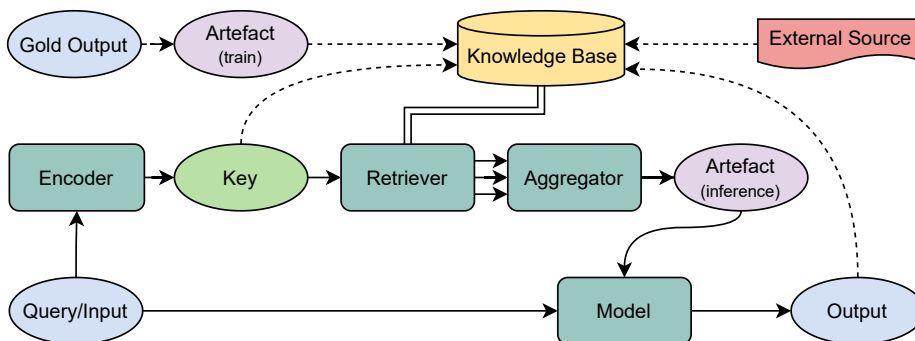 Gold Output
Artefact
(train)
Knowledge Base
External Source
Encoder
Key
Retriever
Aggregator
Artefact
(inference)
Query/Input
Model
Output